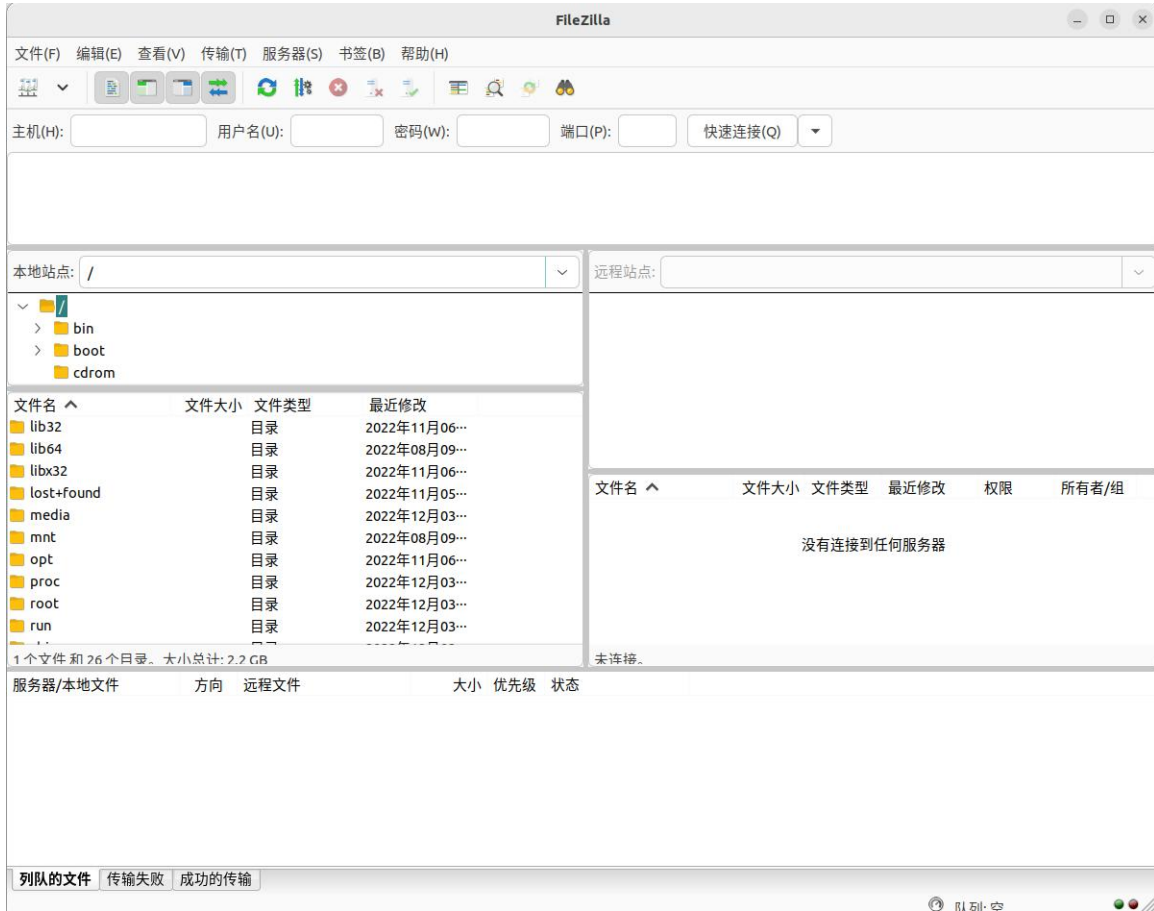 FileZilla
文件(F) 编辑(E) 查看(V) 传输(T) 服务器(S) 书签(B) 帮助(H)
主机(H): 用户名(U): 密码(W): 端口(P): 快速连接(Q)
本地站点: /
远程站点:
/
bin
boot
cdrom
文件名 文件大小 文件类型 最近修改
lib32 目录 2022年11月06···
lib64 目录 2022年08月09···
libx32 目录 2022年11月06···
lost+found 目录 2022年11月05···
media 目录 2022年12月03···
mnt 目录 2022年08月09···
opt 目录 2022年11月06···
proc 目录 2022年12月03···
root 目录 2022年12月03···
run 目录 2022年12月03···
1个文件 和 26个目录。大小总计: 2.2 GB
文件名 文件大小 文件类型 最近修改 权限 所有者/组
没有连接到任何服务器
未连接。
服务器/本地文件 方向 远程文件 大小 优先级 状态
列队的文件 传输失败 成功的传输
队列: 空